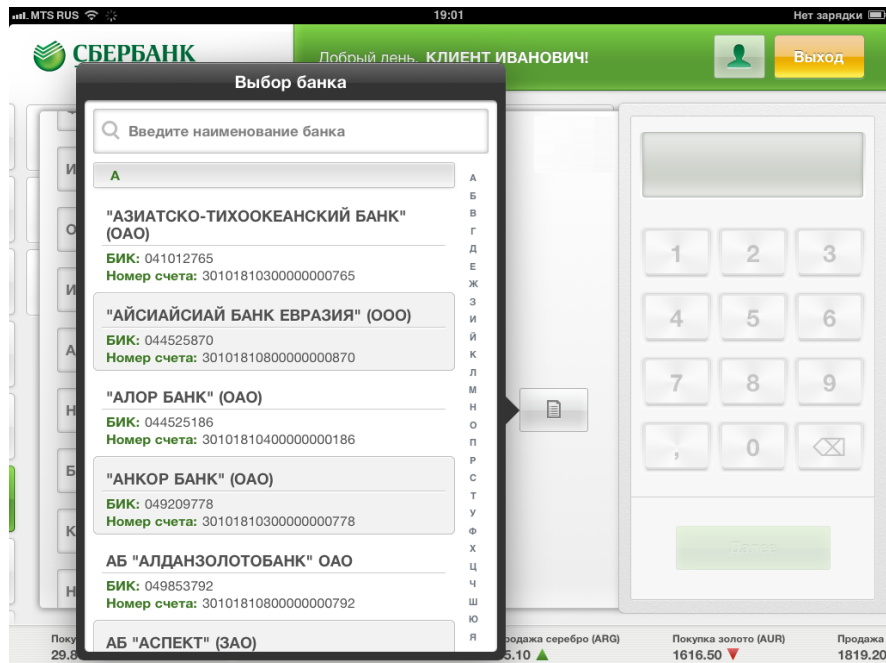 MTS RUS 19:01 Нет зарядки
СБЕРБАНК
Добрый день, КЛИЕНТ ИВАНОВИЧ!
Выход
Выбор банка
Введите наименование банка
А
"АЗИАТСКО-ТИХООКЕАНСКИЙ БАНК"
(ОАО)
БИК: 041012765
Номер счета: 30101810300000000765
"АЙСИАЙСИАЙ БАНК ЕВРАЗИЯ" (ООО)
БИК: 044525870
Номер счета: 30101810800000000870
"АЛОР БАНК" (ОАО)
БИК: 044525186
Номер счета: 30101810400000000186
"АНКОР БАНК" (ОАО)
БИК: 049209778
Номер счета: 30101810300000000778
АБ "АЛДАНЗОЛОТОБАНК" ОАО
БИК: 049853792
Номер счета: 30101810800000000792
АБ "АСПЕКТ" (ЗАО)
А
Б
В
Г
Д
Е
Ж
З
И
Й
К
Л
М
Н
О
П
Р
С
Т
У
Ф
Х
Ц
Ч
Ш
Ю
Я
И
О
И
А
Н
Б
К
Н
1 2 3
4 5 6
7 8 9
, 0
Далее
серебро (ARG)
Покупка золото (AUR)
1616.50
Продажа
1819.20